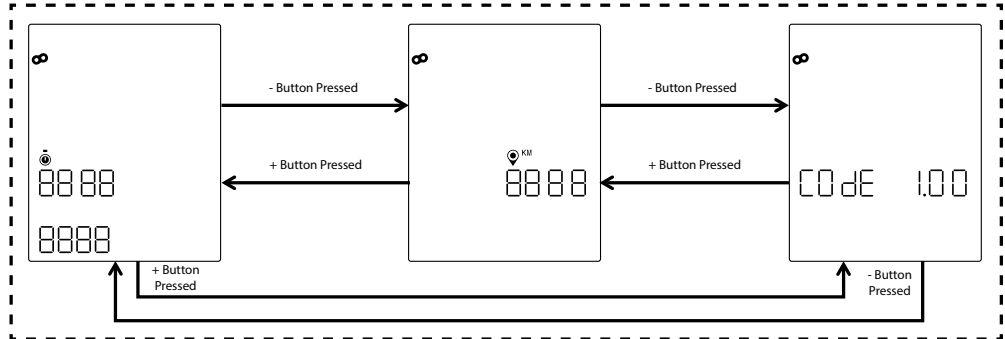 - Button Pressed
- Button Pressed
KM
+ Button Pressed
+ Button Pressed
88 88
8888
COdE 1.00
8888
+ Button
Pressed
- Button
Pressed